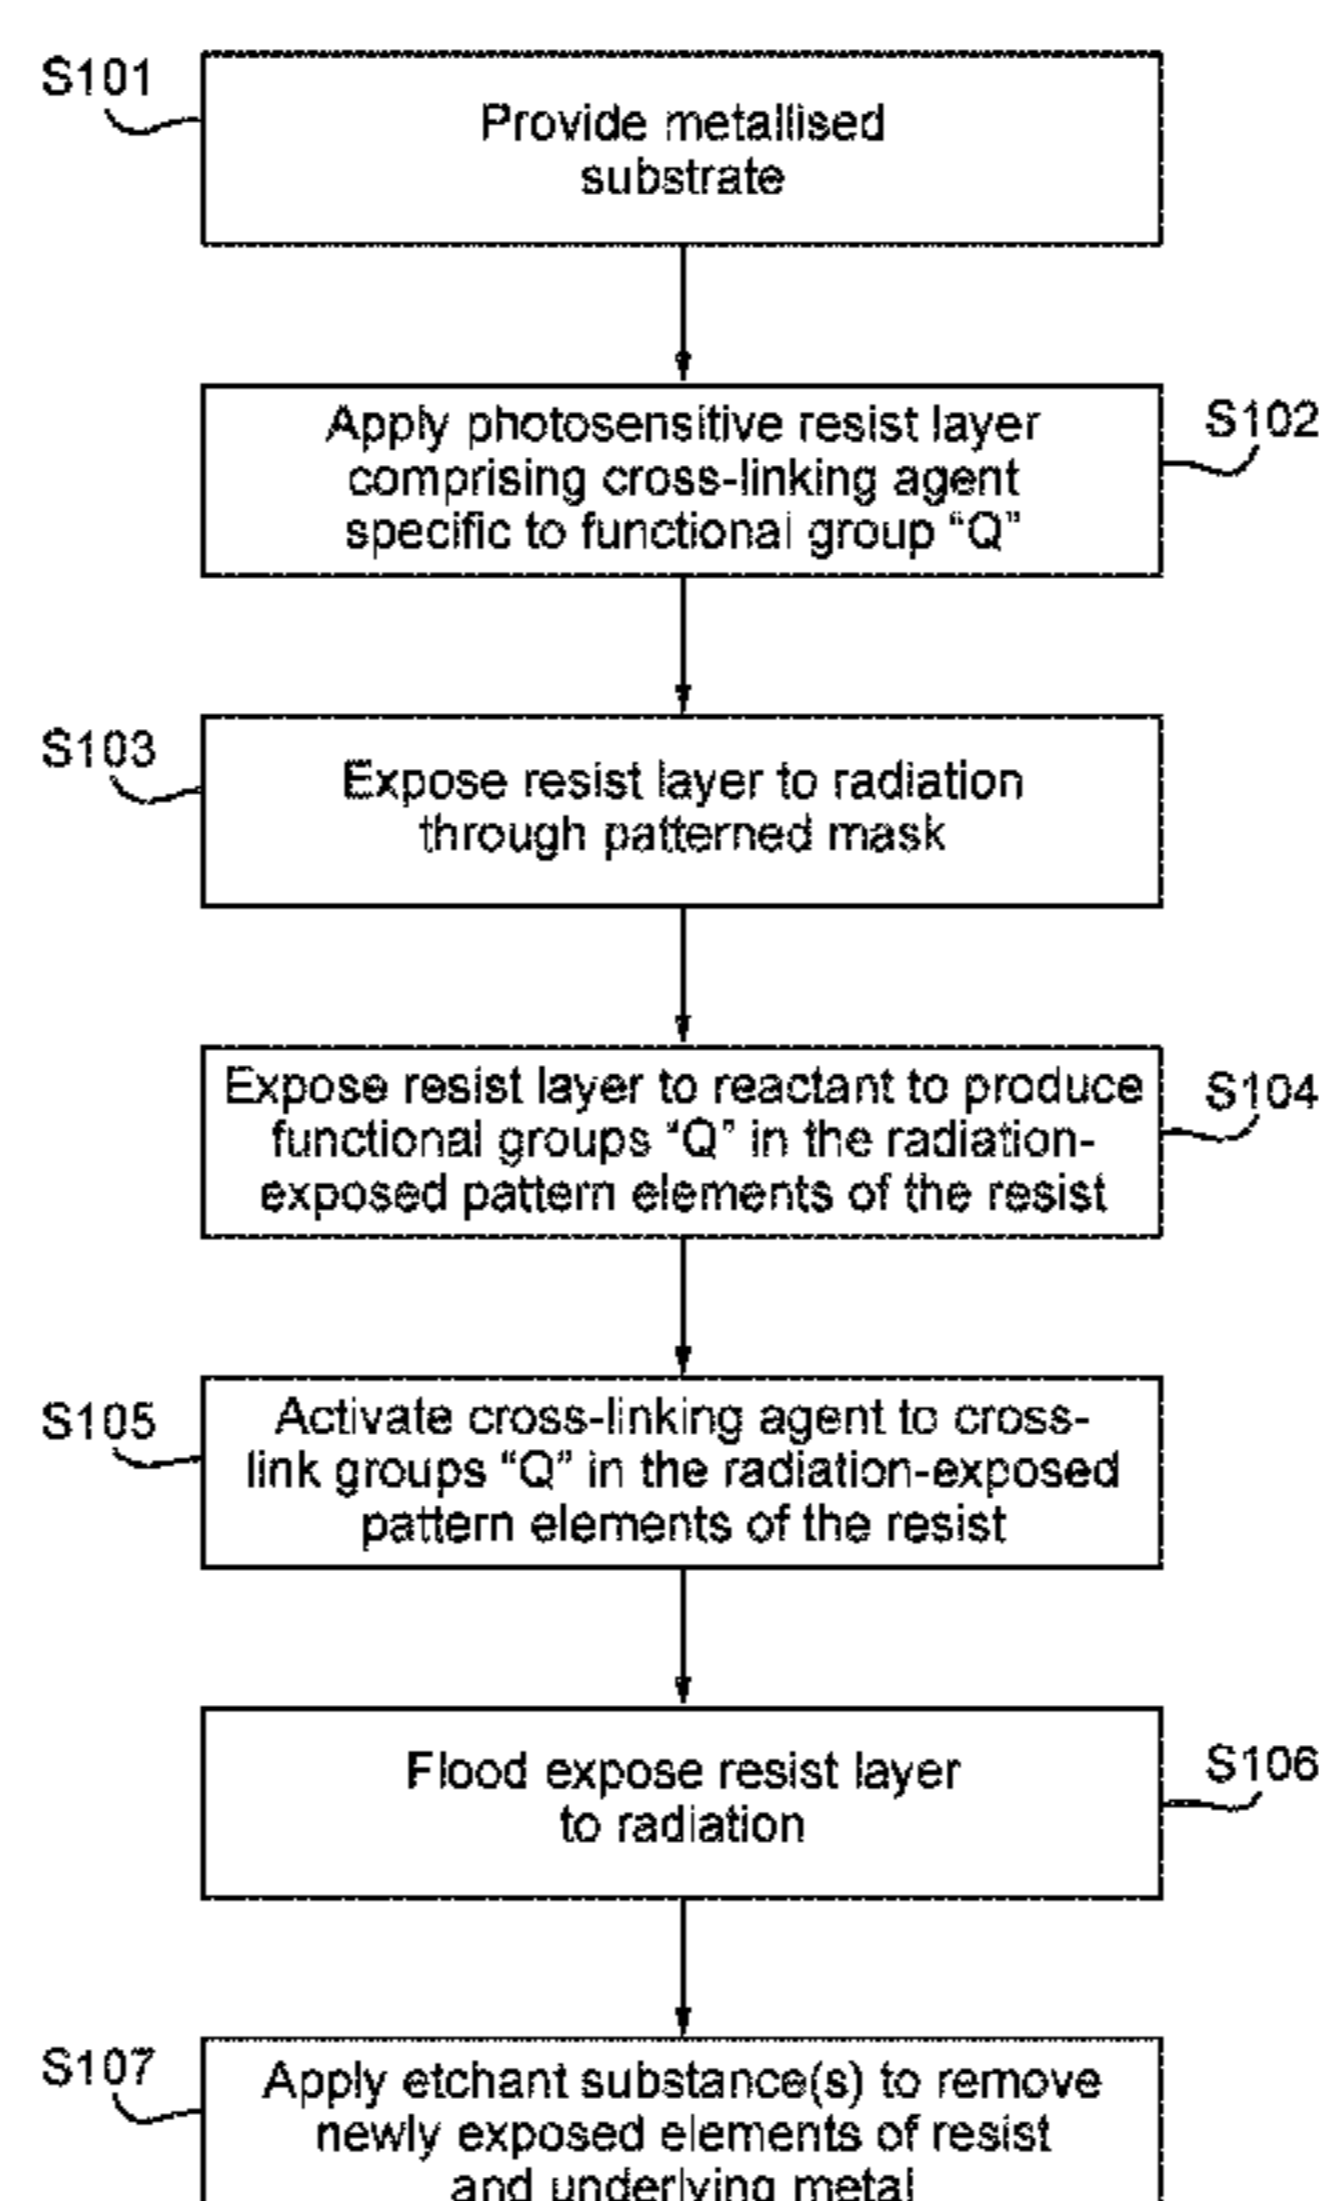 S101
Provide metallised
substrate
Apply photosensitive resist layer
comprising cross-linking agent
specific to functional group “Q”
S102
S103
Expose resist layer to radiation
through patterned mask
Expose resist layer to reactant to produce
functional groups “Q” in the radiation-
exposed pattern elements of the resist
S104
S105
Activate cross-linking agent to cross-
link groups “Q” in the radiation-exposed
pattern elements of the resist
Flood expose resist layer
to radiation
S106
S107
Apply etchant substance(s) to remove
newly exposed elements of resist
and underlying metal